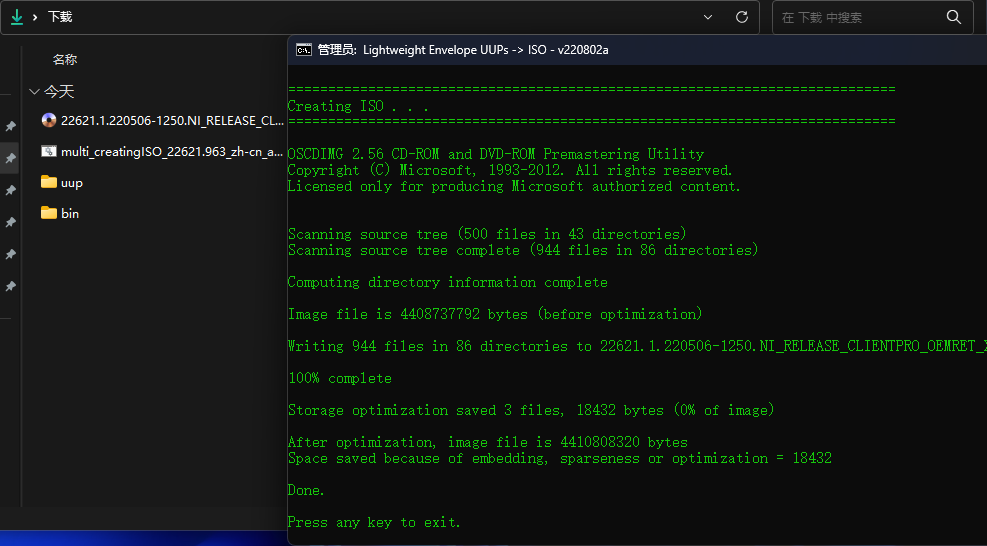 下载
在 下载 中搜索
名称
今天
22621.1.220506-1250.NI_RELEASE_CL...
multi_creatingISO_22621.963_zh-cn_a...
uup
bin
管理员: Lightweight Envelope UUPs -> ISO - v220802a
============================================================================
Creating ISO . . .
============================================================================
OSCDIMG 2.56 CD-ROM and DVD-ROM Premastering Utility
Copyright (C) Microsoft, 1993-2012. All rights reserved.
Licensed only for producing Microsoft authorized content.
Scanning source tree (500 files in 43 directories)
Scanning source tree complete (944 files in 86 directories)
Computing directory information complete
Image file is 4408737792 bytes (before optimization)
Writing 944 files in 86 directories to 22621.1.220506-1250.NI_RELEASE_CLIENTPRO_OEMRET_X
100% complete
Storage optimization saved 3 files, 18432 bytes (0% of image)
After optimization, image file is 4410808320 bytes
Space saved because of embedding, sparseness or optimization = 18432
Done.
Press any key to exit.